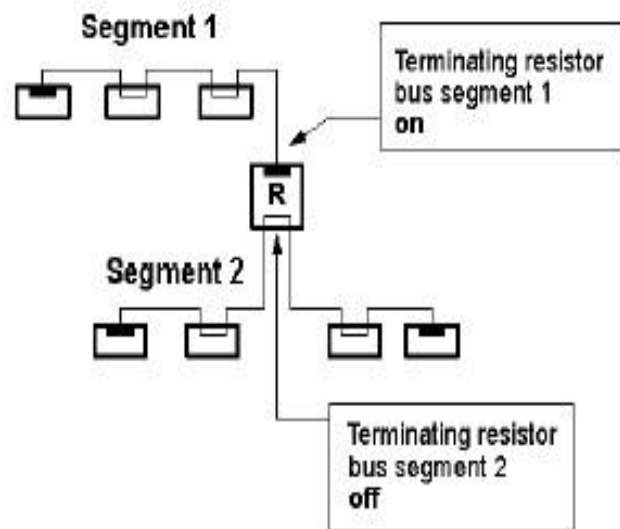 Segment 1
Terminating resistor
bus segment 1
on
R
Segment 2
Terminating resistor
bus segment 2
off